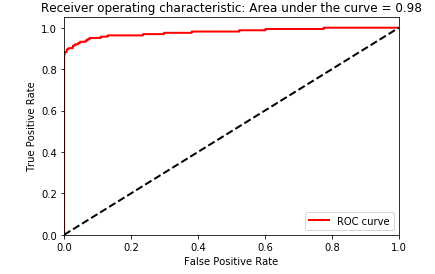 Receiver operating characteristic: Area under the curve = 0.98
1.0
0.8
0.6
0.4
0.2
0.0
True Positive Rate
ROC curve
0.0 0.2 0.4 0.6 0.8 1.0
False Positive Rate